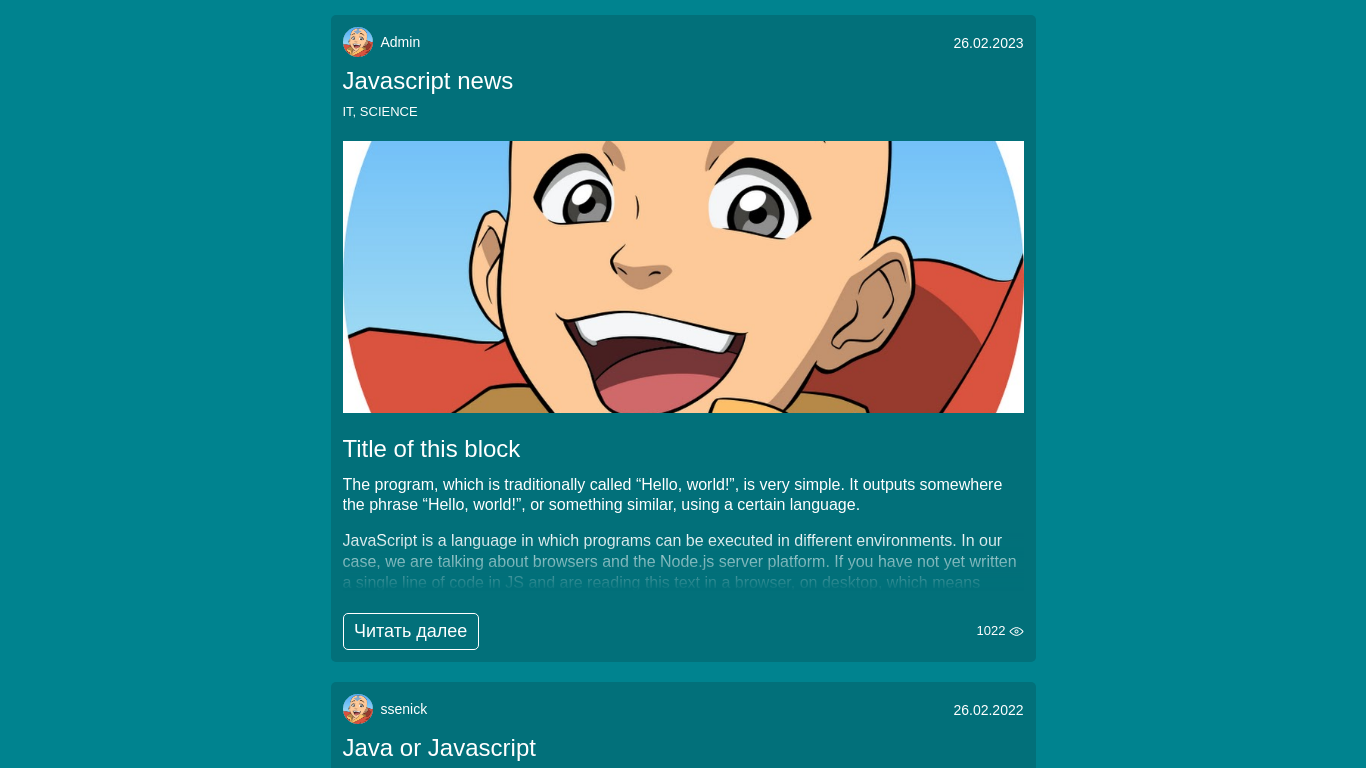 Admin
26.02.2023
Javascript news
IT, SCIENCE
Title of this block
The program, which is traditionally called “Hello, world!”, is very simple. It outputs somewhere
the phrase “Hello, world!”, or something similar, using a certain language.
JavaScript is a language in which programs can be executed in different environments. In our
case, we are talking about browsers and the Node.js server platform. If you have not yet written
a single line of code in JS and are reading this text in a browser, on desktop, which means
Читать далее
1022
ssenick
26.02.2022
Java or Javascript